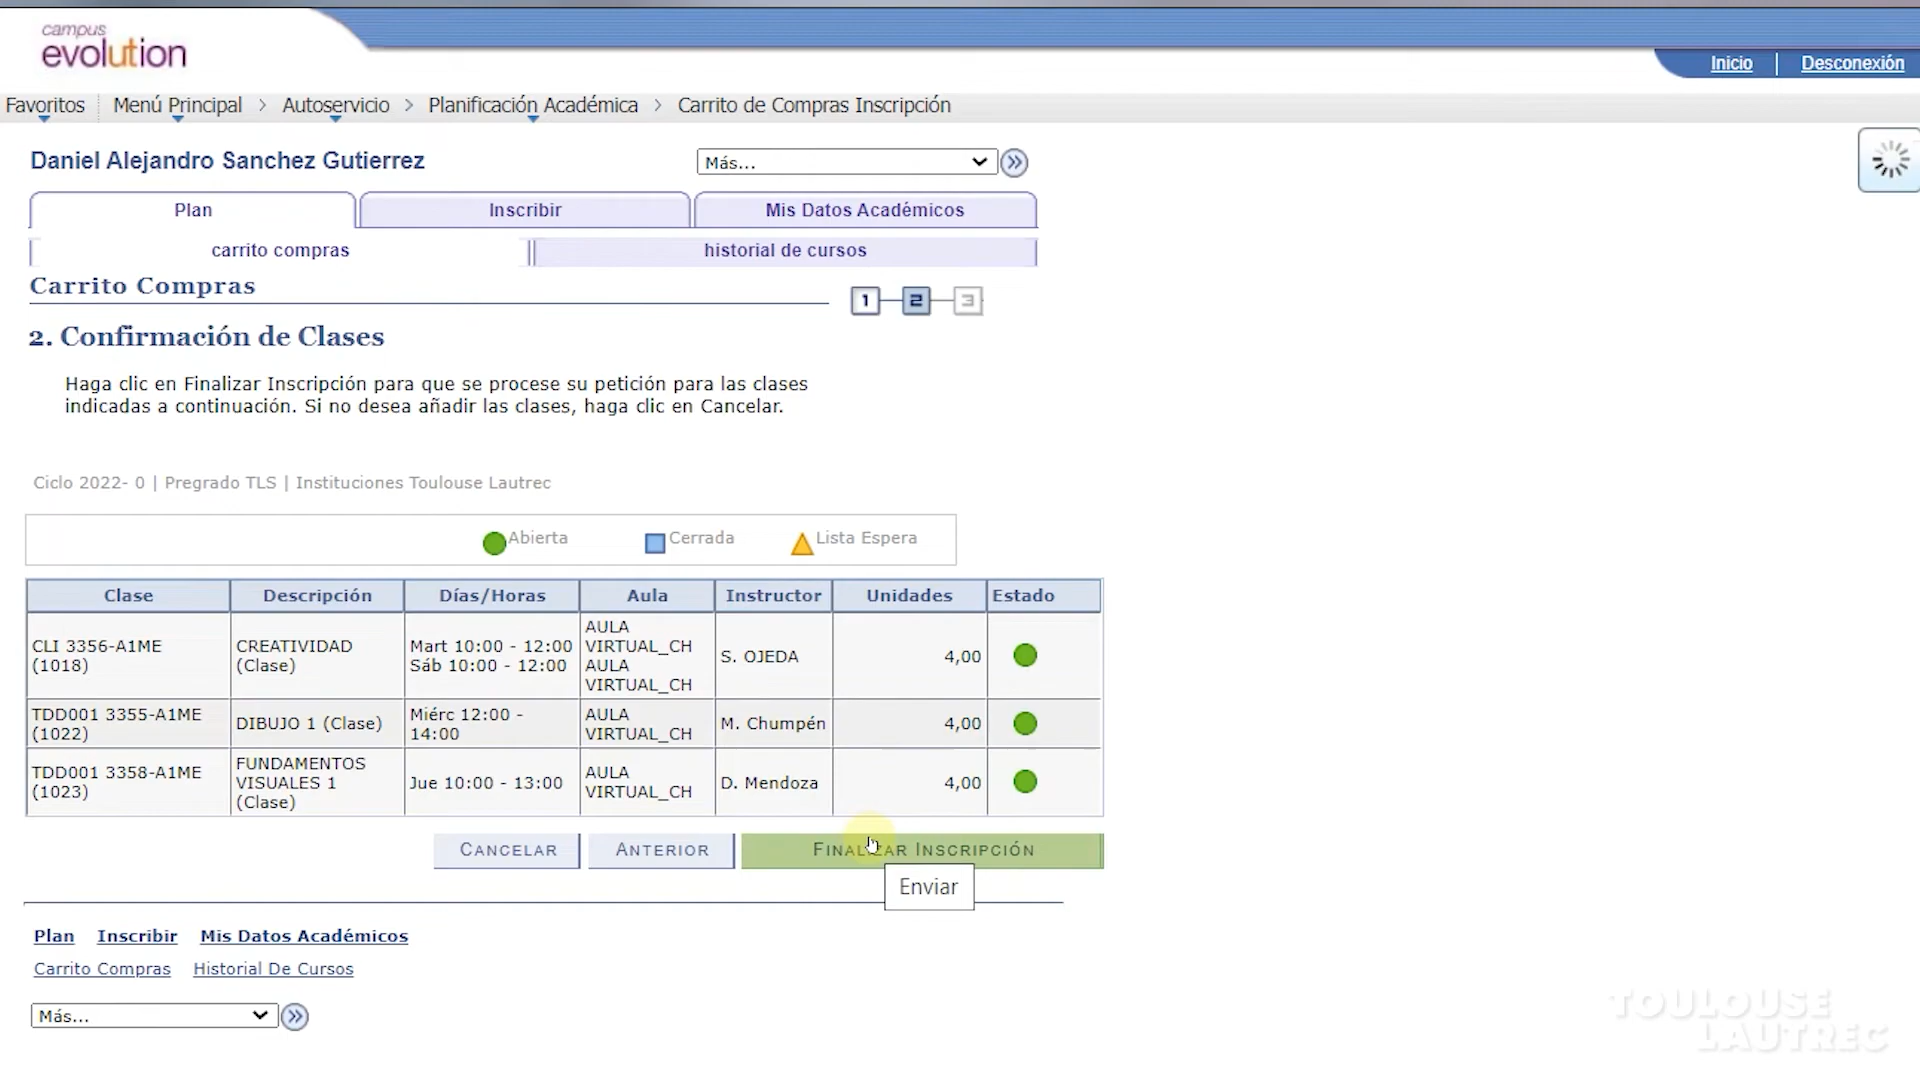 campus
evolution
Inicio | Desconexión
Favoritos Menú Principal > Autoservicio > Planificación Académica > Carrito de Compras Inscripción
Daniel Alejandro Sanchez Gutierrez
Más...
Plan Inscribir Mis Datos Académicos
carrito compras historial de cursos
Carrito Compras
1 2 3
2. Confirmación de Clases
Haga clic en Finalizar Inscripción para que se procese su petición para las clases
indicadas a continuación. Si no desea añadir las clases, haga clic en Cancelar.
Ciclo 2022- 0 | Pregrado TLS | Instituciones Toulouse Lautrec
Abierta Cerrada Lista Espera
Clase Descripción Días/Horas Aula Instructor Unidades Estado
CLI 3356-A1ME
(1018)
CREATIVIDAD
(Clase)
Mart 10:00 - 12:00
Sáb 10:00 - 12:00
AULA
VIRTUAL_CH
AULA
VIRTUAL_CH
S. OJEDA
4,00
TDD001 3355-A1ME
(1022)
DIBUJO 1 (Clase)
Miérc 12:00 -
14:00
AULA
VIRTUAL_CH
M. Chumpén
4,00
TDD001 3358-A1ME
(1023)
FUNDAMENTOS
VISUALES 1
(Clase)
Jue 10:00 - 13:00
AULA
VIRTUAL_CH
D. Mendoza
4,00
CANCELAR ANTERIOR FINALIZAR INSCRIPCIÓN
Enviar
Plan Inscribir Mis Datos Académicos
Carrito Compras Historial De Cursos
Más...
TOULOUSE
LAUTREC